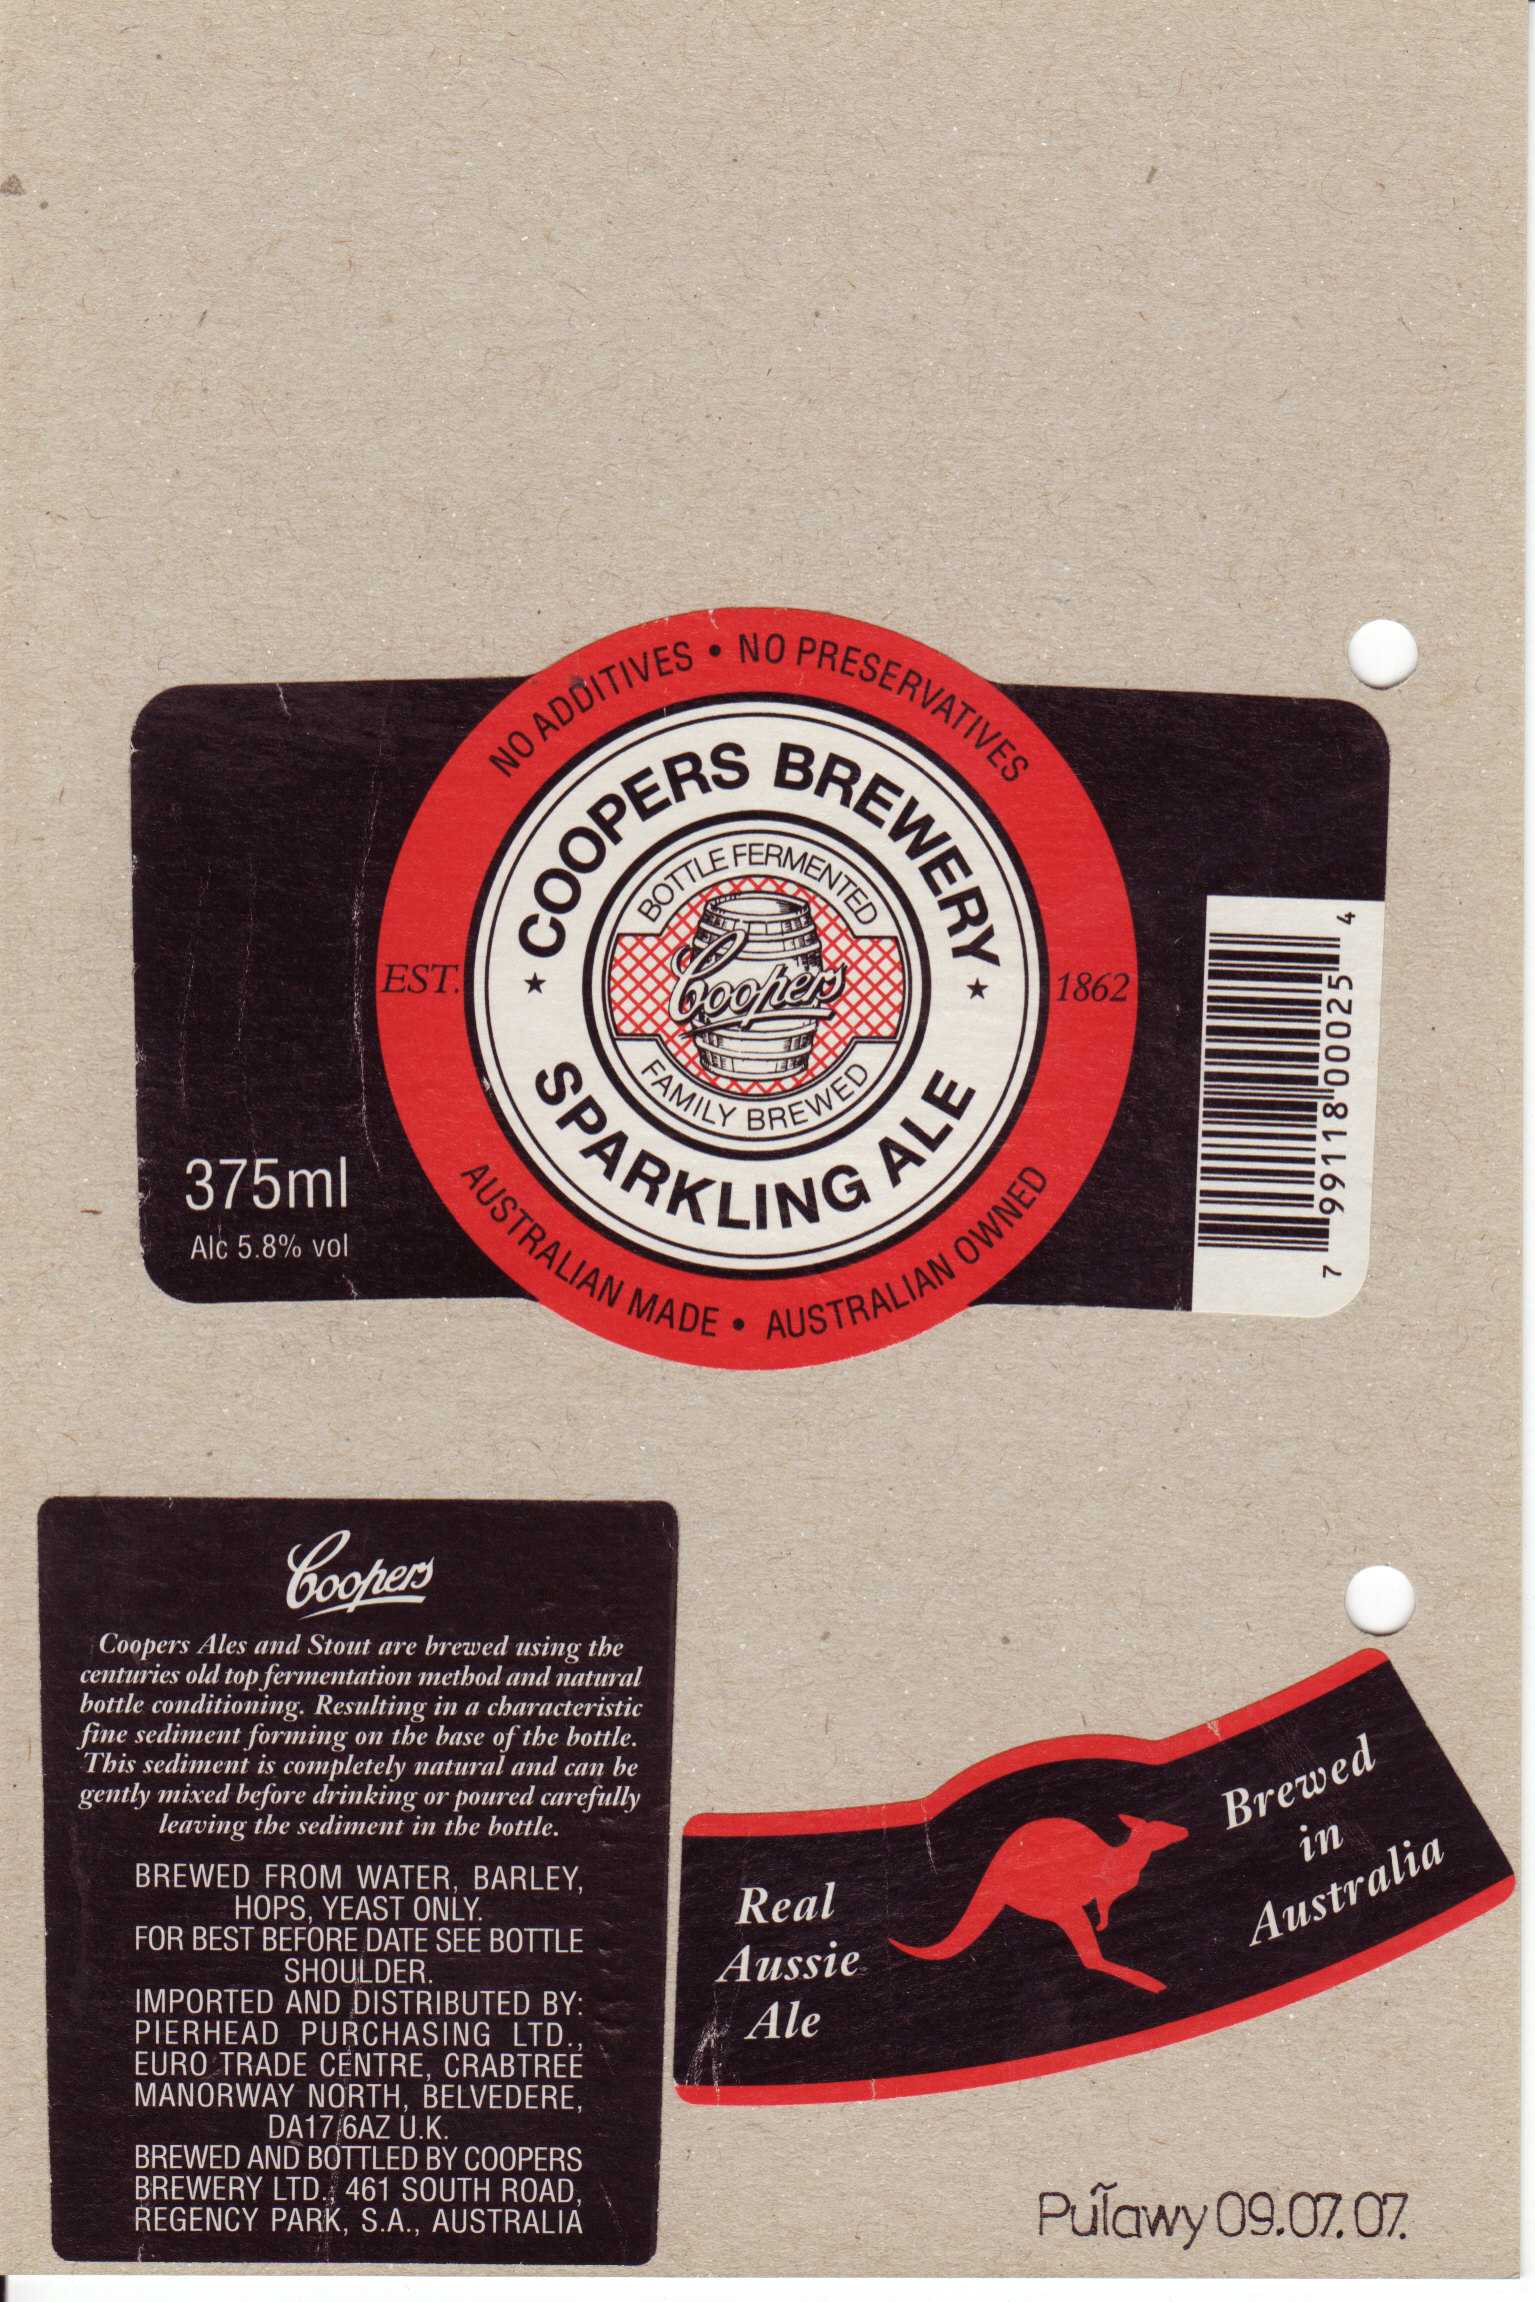 NO ADDITIVES • NO PRESERVATIVES
COOPERS BREWERY
BOTTLE FERMENTED
Coopers
FAMILY BREWED
EST.
1862
SPARKLING ALE
AUSTRALIAN MADE • AUSTRALIAN OWNED
375ml
Alc 5.8% vol
7 99118 00025 4
Coopers
Coopers Ales and Stout are brewed using the
centuries old top fermentation method and natural
bottle conditioning. Resulting in a characteristic
fine sediment forming on the base of the bottle.
This sediment is completely natural and can be
gently mixed before drinking or poured carefully
leaving the sediment in the bottle.
BREWED FROM WATER, BARLEY,
HOPS, YEAST ONLY.
FOR BEST BEFORE DATE SEE BOTTLE
SHOULDER.
IMPORTED AND DISTRIBUTED BY:
PIERHEAD PURCHASING LTD.,
EURO TRADE CENTRE, CRABTREE
MANORWAY NORTH, BELVEDERE,
DA17 6AZ U.K.
BREWED AND BOTTLED BY COOPERS
BREWERY LTD., 461 SOUTH ROAD,
REGENCY PARK, S.A., AUSTRALIA
Real
Aussie
Ale
Brewed
in
Australia
Puławy 09.07.07.